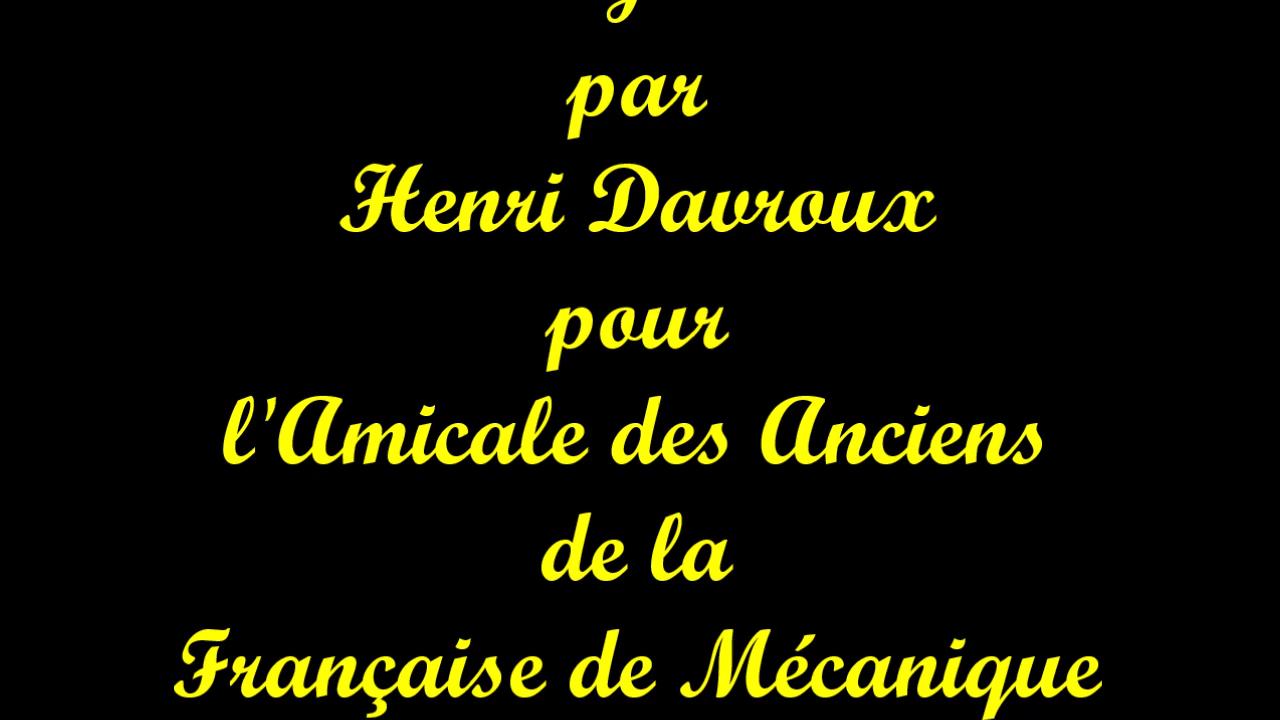 par
Henri Davroux
pour
l'Amicale des Anciens
de la
Française de Mécanique